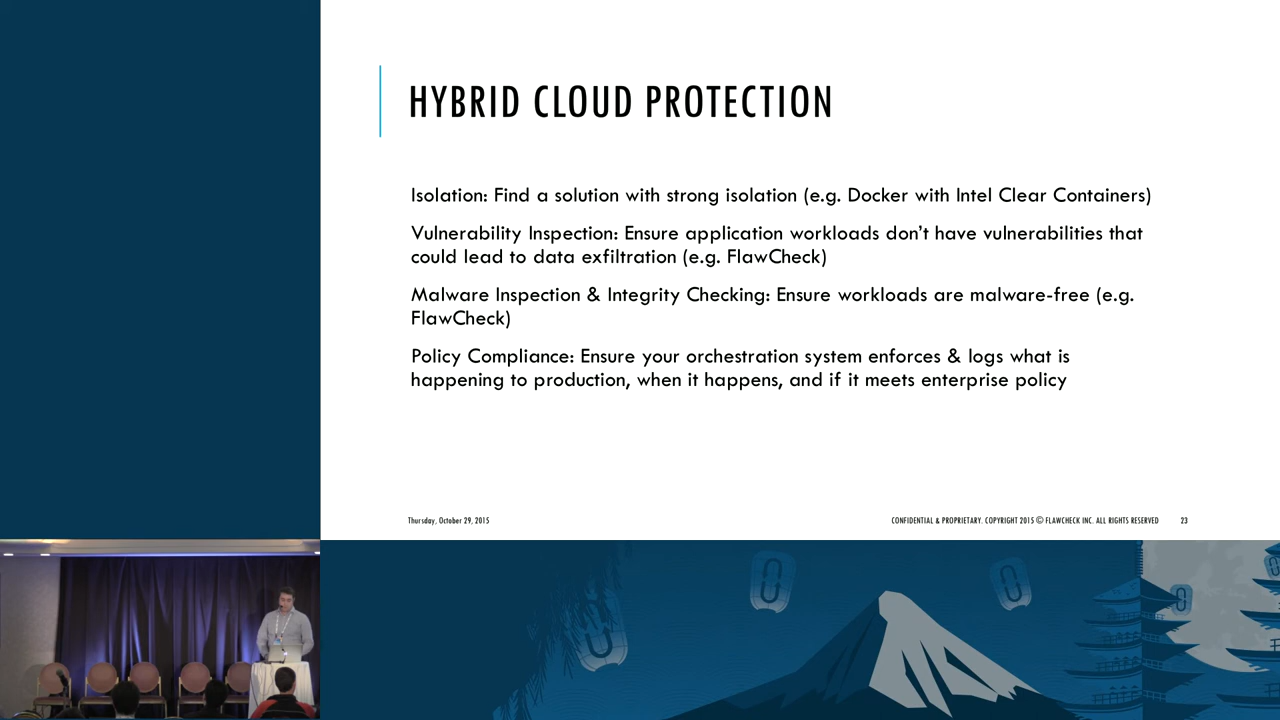 HYBRID CLOUD PROTECTION
Isolation: Find a solution with strong isolation (e.g. Docker with Intel Clear Containers)
Vulnerability Inspection: Ensure application workloads don't have vulnerabilities that
could lead to data exfiltration (e.g. FlawCheck)
Malware Inspection & Integrity Checking: Ensure workloads are malware-free (e.g.
FlawCheck)
Policy Compliance: Ensure your orchestration system enforces & logs what is
happening to production, when it happens, and if it meets enterprise policy
Thursday, October 29, 2015
CONFIDENTIAL & PROPRIETARY. COPYRIGHT 2015 © FLAWCHECK INC. ALL RIGHTS RESERVED
23